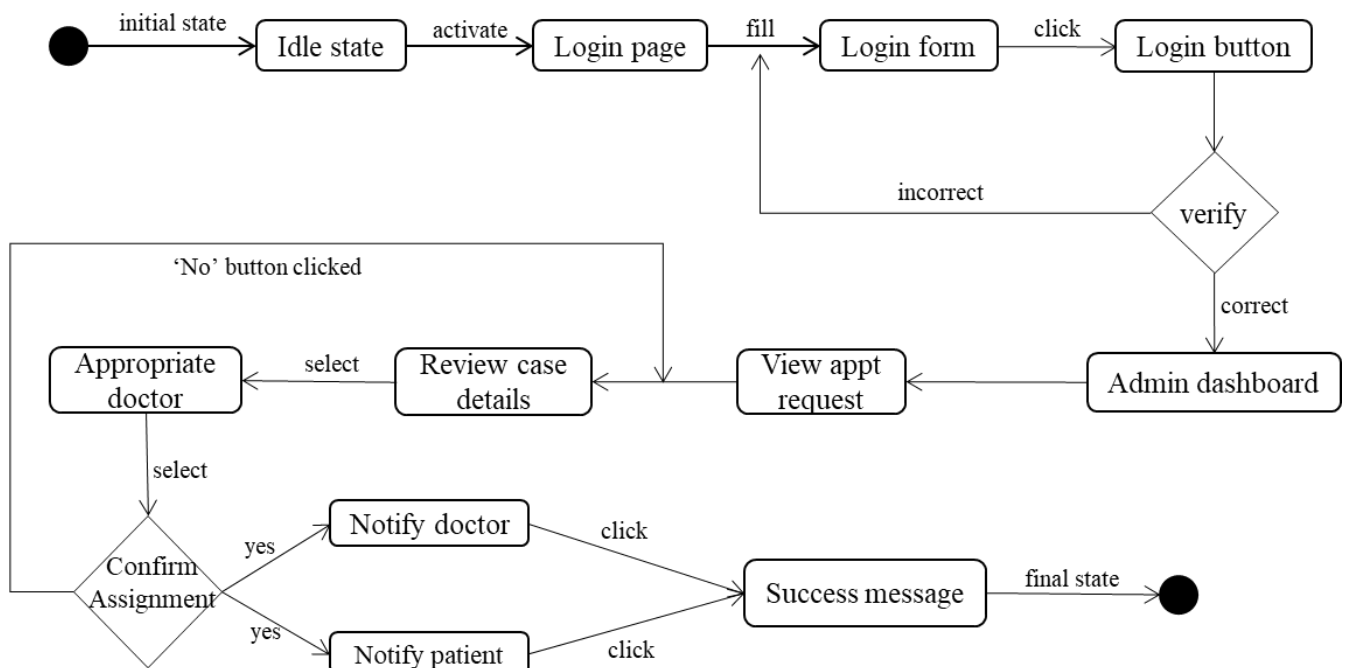 initial state
Idle state
activate
Login page
fill
Login form
click
Login button
incorrect
verify
correct
‘No’ button clicked
Appropriate
doctor
select
Review case
details
View appt
request
Admin dashboard
select
Confirm
Assignment
yes
Notify doctor
click
yes
Notify patient
click
Success message
final state